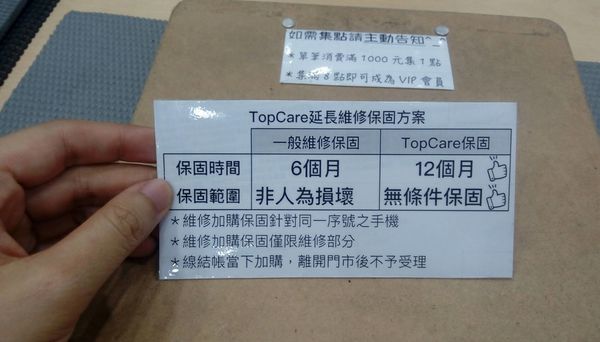 如需集點請主動告知^_^
*單筆消費滿1000元集1點
*集滿8點即可成為VIP會員
TopCare延長維修保固方案
一般維修保固 TopCare保固
保固時間 6個月 12個月
保固範圍 非人為損壞 無條件保固
*維修加購保固針對同一序號之手機
*維修加購保固僅限維修部分
*線結帳當下加購,離開門市後不予受理